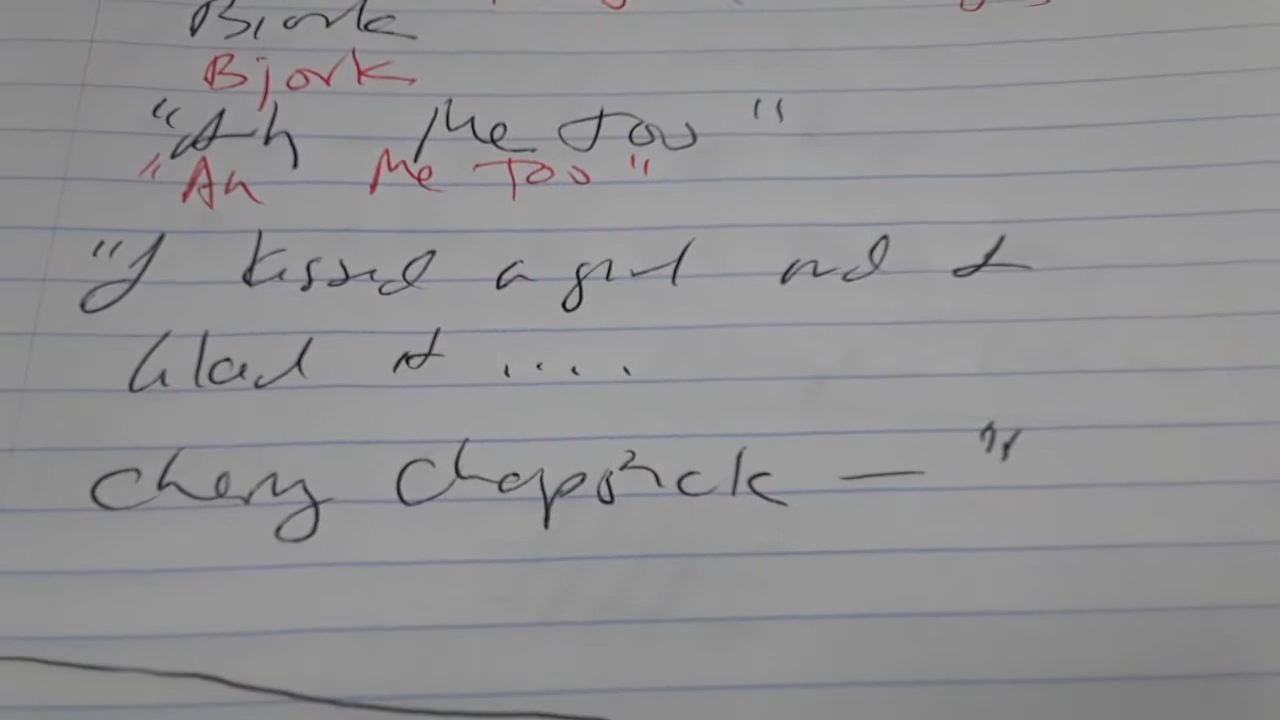 Bjork
Bjork
"Ah Me Too"
"Ah Me Too"
"I kissed a girl and I
liked it ....
Cherry Chapstick — "